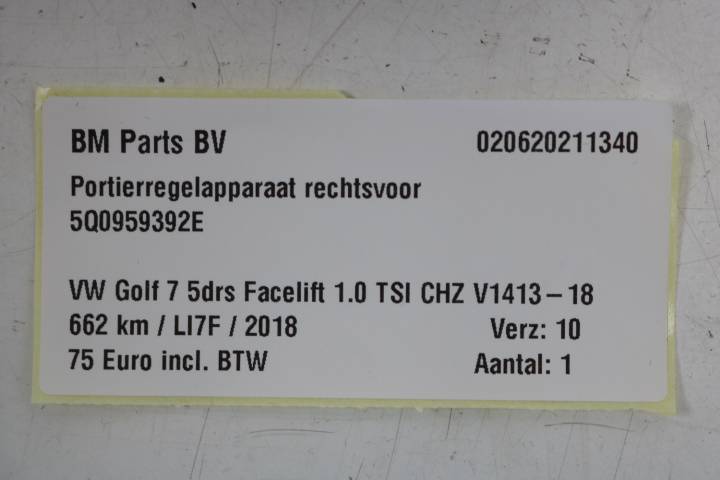 BM Parts BV 020620211340
Portierregelapparaat rechtsvoor
5Q0959392E
VW Golf 7 5drs Facelift 1.0 TSI CHZ V1413-18
662 km / LI7F / 2018 Verz: 10
75 Euro incl. BTW Aantal: 1